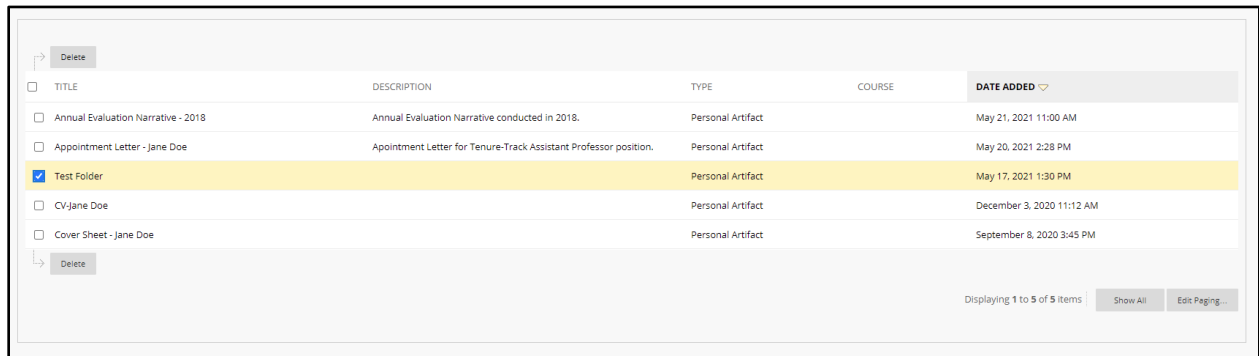 Delete
TITLE DESCRIPTION TYPE COURSE DATE ADDED
Annual Evaluation Narrative - 2018 Annual Evaluation Narrative conducted in 2018. Personal Artifact May 21, 2021 11:00 AM
Appointment Letter - Jane Doe Apointment Letter for Tenure-Track Assistant Professor position. Personal Artifact May 20, 2021 2:28 PM
Test Folder Personal Artifact May 17, 2021 1:30 PM
CV-Jane Doe Personal Artifact December 3, 2020 11:12 AM
Cover Sheet - Jane Doe Personal Artifact September 8, 2020 3:45 PM
Delete
Displaying 1 to 5 of 5 items Show All Edit Paging...